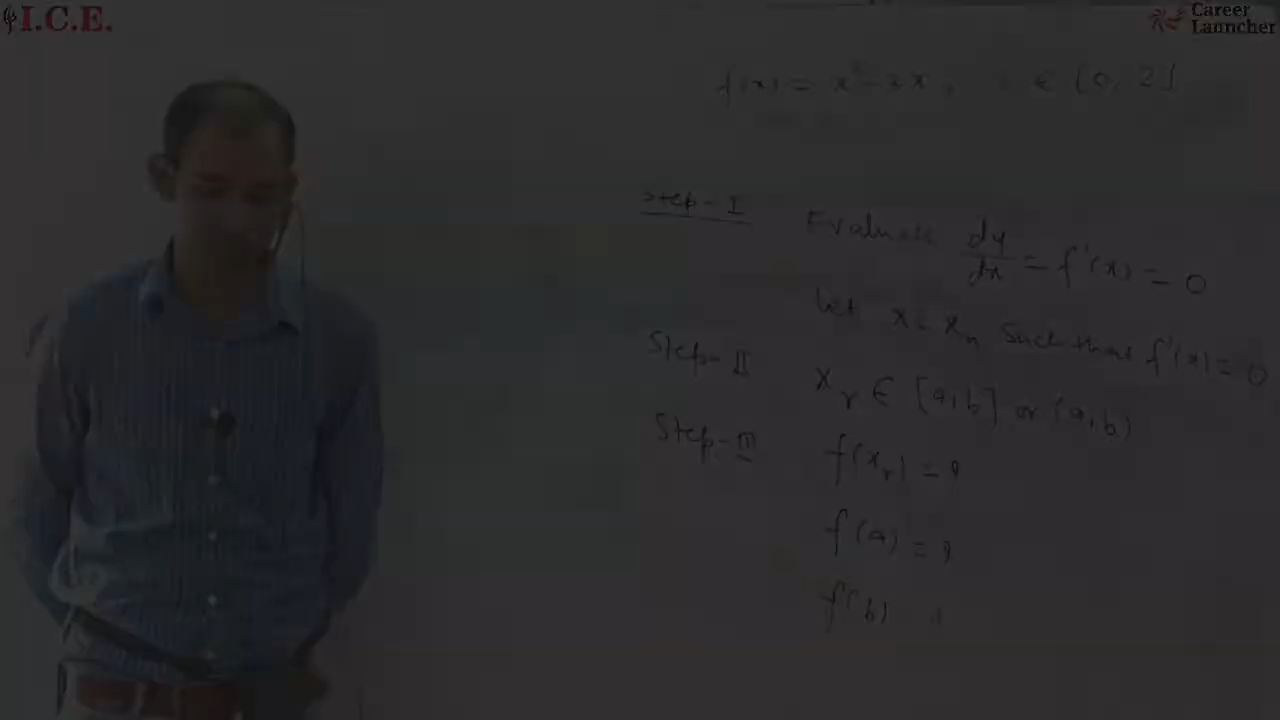 I.C.E.
Career
Launcher
f(x) = x² - 2x, x ∈ [0, 2]
Step-I Evaluate dy/dx = f'(x) = 0
Let x = xₙ such that f'(x) = 0
Step-II xᵣ ∈ [a, b] or (a, b)
Step-III f(xᵣ) = ?
f(a) = ?
f(b)